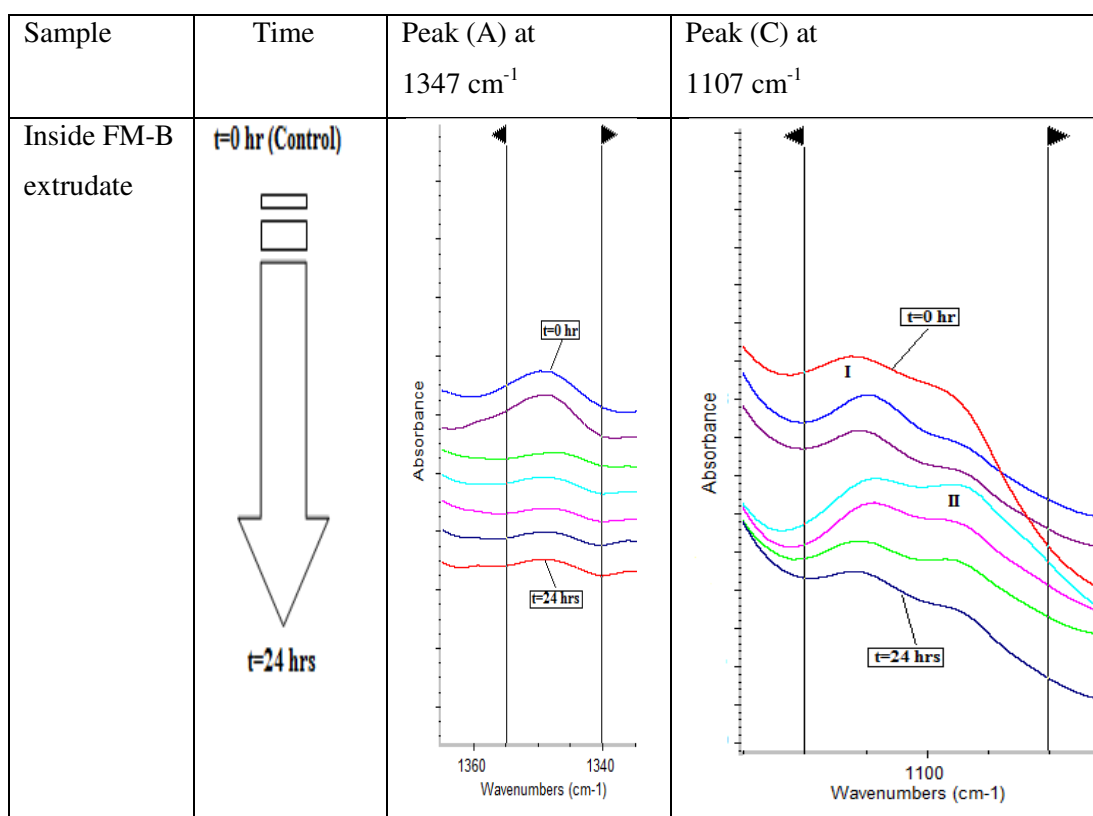 Sample
Time
Peak (A) at
1347 cm-1
Peak (C) at
1107 cm-1
Inside FM-B
extrudate
t=0 hr (Control)
t=24 hrs
t=0 hr
t=24 hrs
Absorbance
1360
1340
Wavenumbers (cm-1)
t=0 hr
I
II
t=24 hrs
Absorbance
1100
Wavenumbers (cm-1)